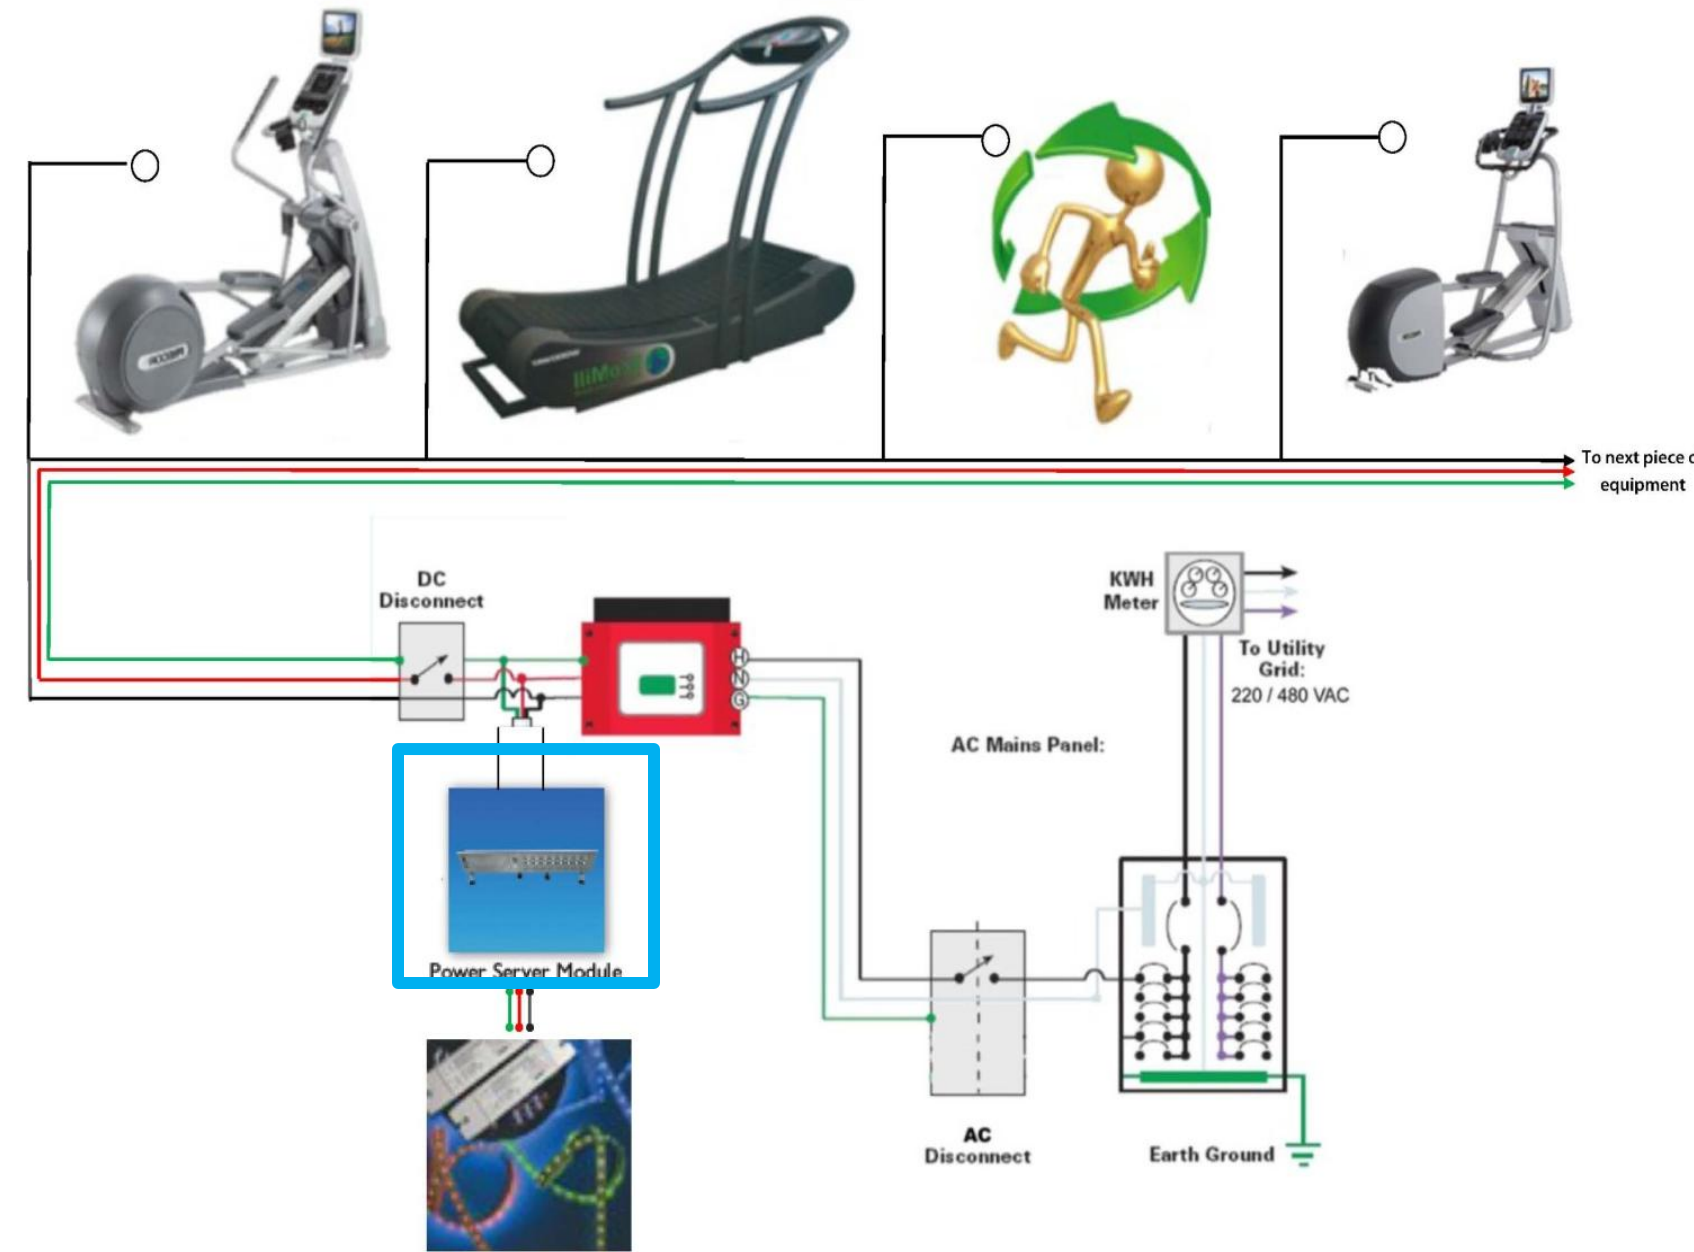 To next piece o
equipment
DC
Disconnect
KWH
Meter
To Utility
Grid:
220 / 480 VAC
H
N
G
AC Mains Panel:
Power Server Module
AC
Disconnect
Earth Ground